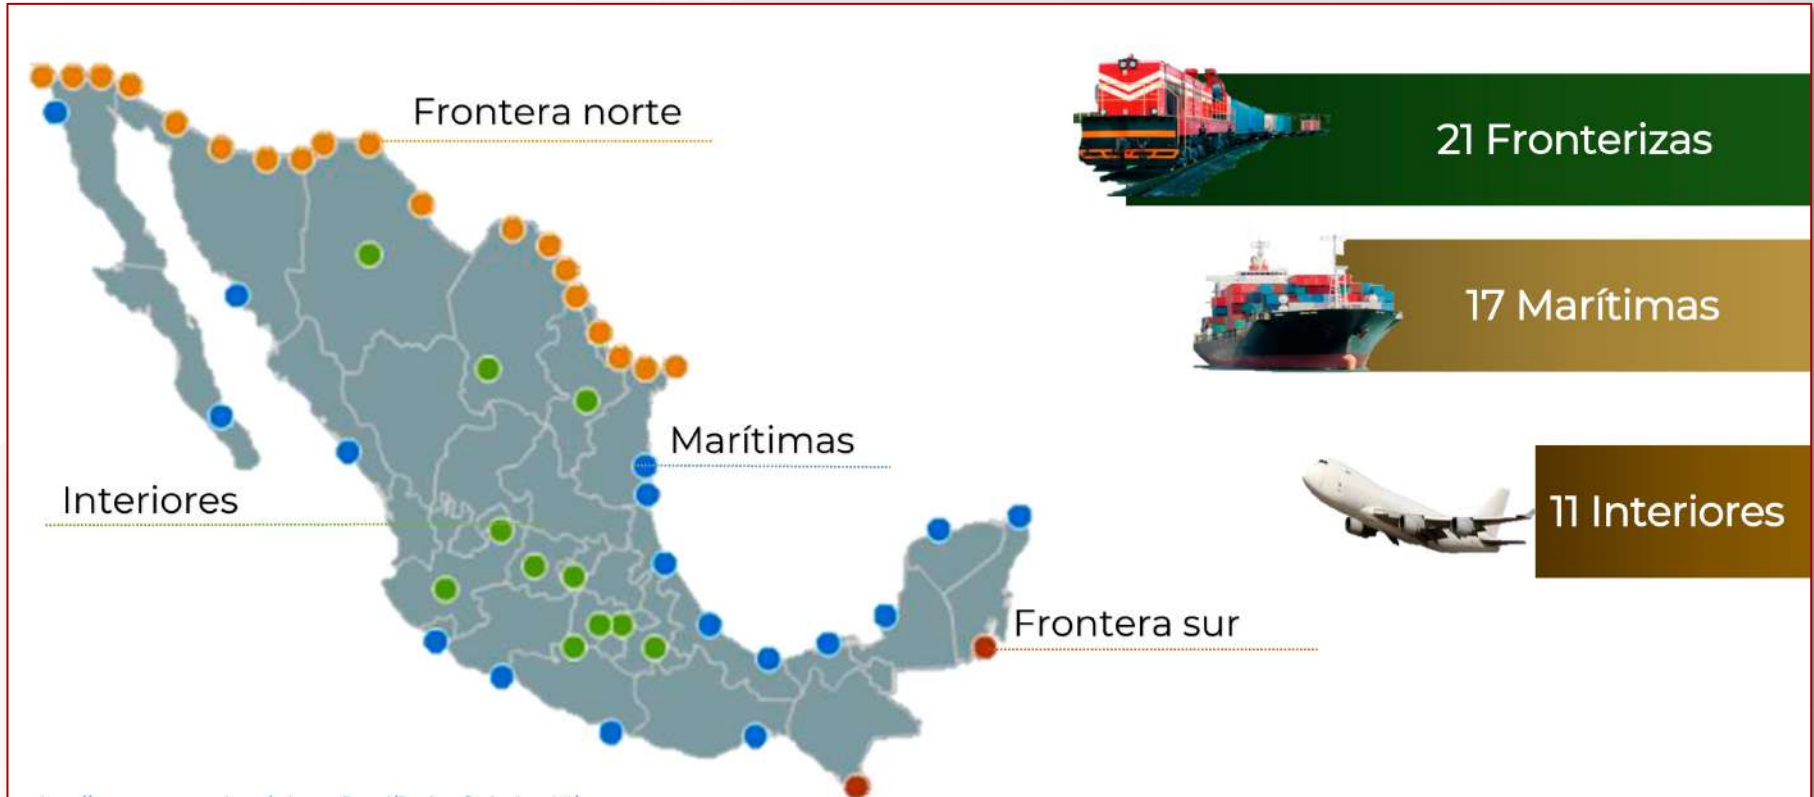 Frontera norte
21 Fronterizas
17 Marítimas
Marítimas
Interiores
11 Interiores
Frontera sur